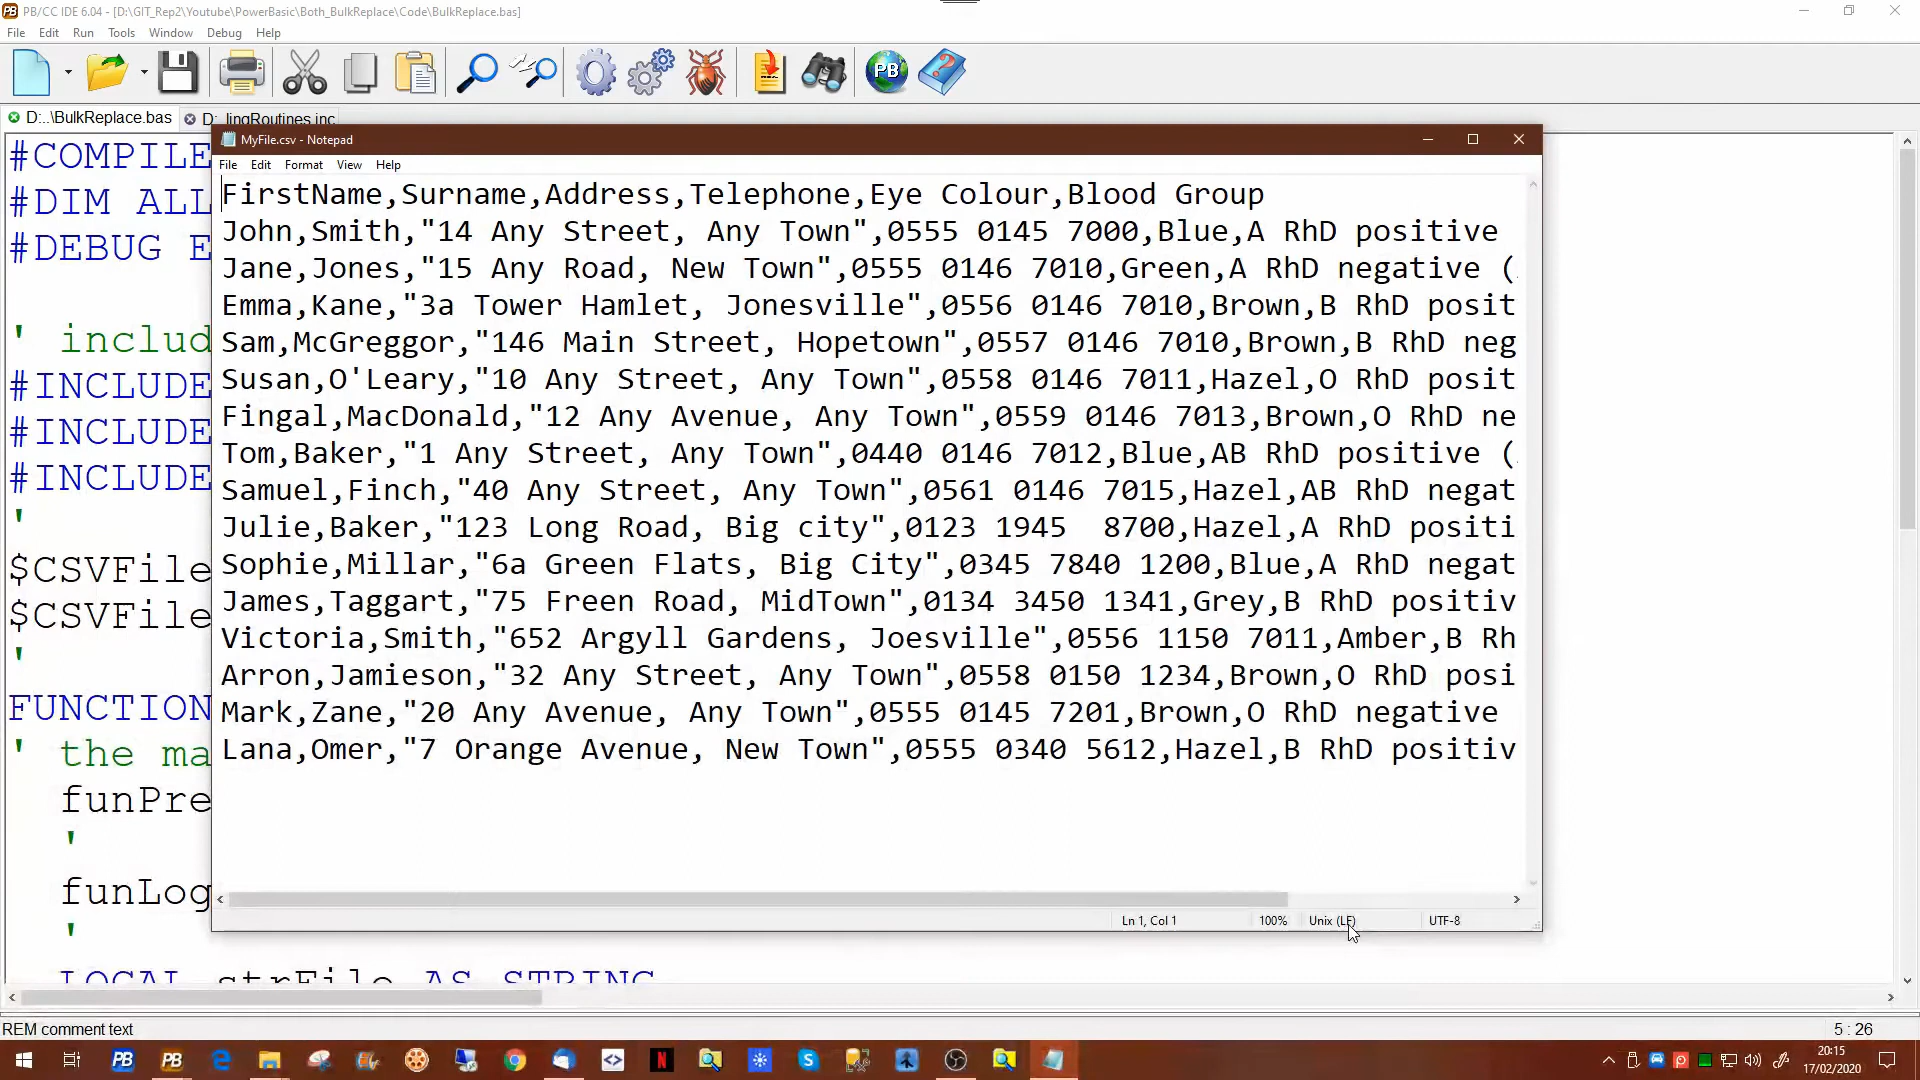 PB/CC IDE 6.04 - [D:\GIT_Rep2\Youtube\PowerBasic\Both_BulkReplace\Code\BulkReplace.bas]
File Edit Run Tools Window Debug Help
D:..\BulkReplace.bas D:..lingRoutines.inc
#COMPILE
#DIM ALL
#DEBUG E
' includ
#INCLUDE
#INCLUDE
#INCLUDE
'
$CSVFile
$CSVFile
'
FUNCTION
' the ma
funPre
'
funLog
'
LOCAL strFile AS STRING
MyFile.csv - Notepad
File Edit Format View Help
FirstName,Surname,Address,Telephone,Eye Colour,Blood Group
John,Smith,"14 Any Street, Any Town",0555 0145 7000,Blue,A RhD positive
Jane,Jones,"15 Any Road, New Town",0555 0146 7010,Green,A RhD negative (
Emma,Kane,"3a Tower Hamlet, Jonesville",0556 0146 7010,Brown,B RhD posit
Sam,McGreggor,"146 Main Street, Hopetown",0557 0146 7010,Brown,B RhD neg
Susan,O'Leary,"10 Any Street, Any Town",0558 0146 7011,Hazel,O RhD posit
Fingal,MacDonald,"12 Any Avenue, Any Town",0559 0146 7013,Brown,O RhD ne
Tom,Baker,"1 Any Street, Any Town",0440 0146 7012,Blue,AB RhD positive (
Samuel,Finch,"40 Any Street, Any Town",0561 0146 7015,Hazel,AB RhD negat
Julie,Baker,"123 Long Road, Big city",0123 1945  8700,Hazel,A RhD positi
Sophie,Millar,"6a Green Flats, Big City",0345 7840 1200,Blue,A RhD negat
James,Taggart,"75 Freen Road, MidTown",0134 3450 1341,Grey,B RhD positiv
Victoria,Smith,"652 Argyll Gardens, Joesville",0556 1150 7011,Amber,B Rh
Arron,Jamieson,"32 Any Street, Any Town",0558 0150 1234,Brown,O RhD posi
Mark,Zane,"20 Any Avenue, Any Town",0555 0145 7201,Brown,O RhD negative
Lana,Omer,"7 Orange Avenue, New Town",0555 0340 5612,Hazel,B RhD positiv
Ln 1, Col 1 100% Unix (LF) UTF-8
REM comment text 5 : 26
20:15
17/02/2020